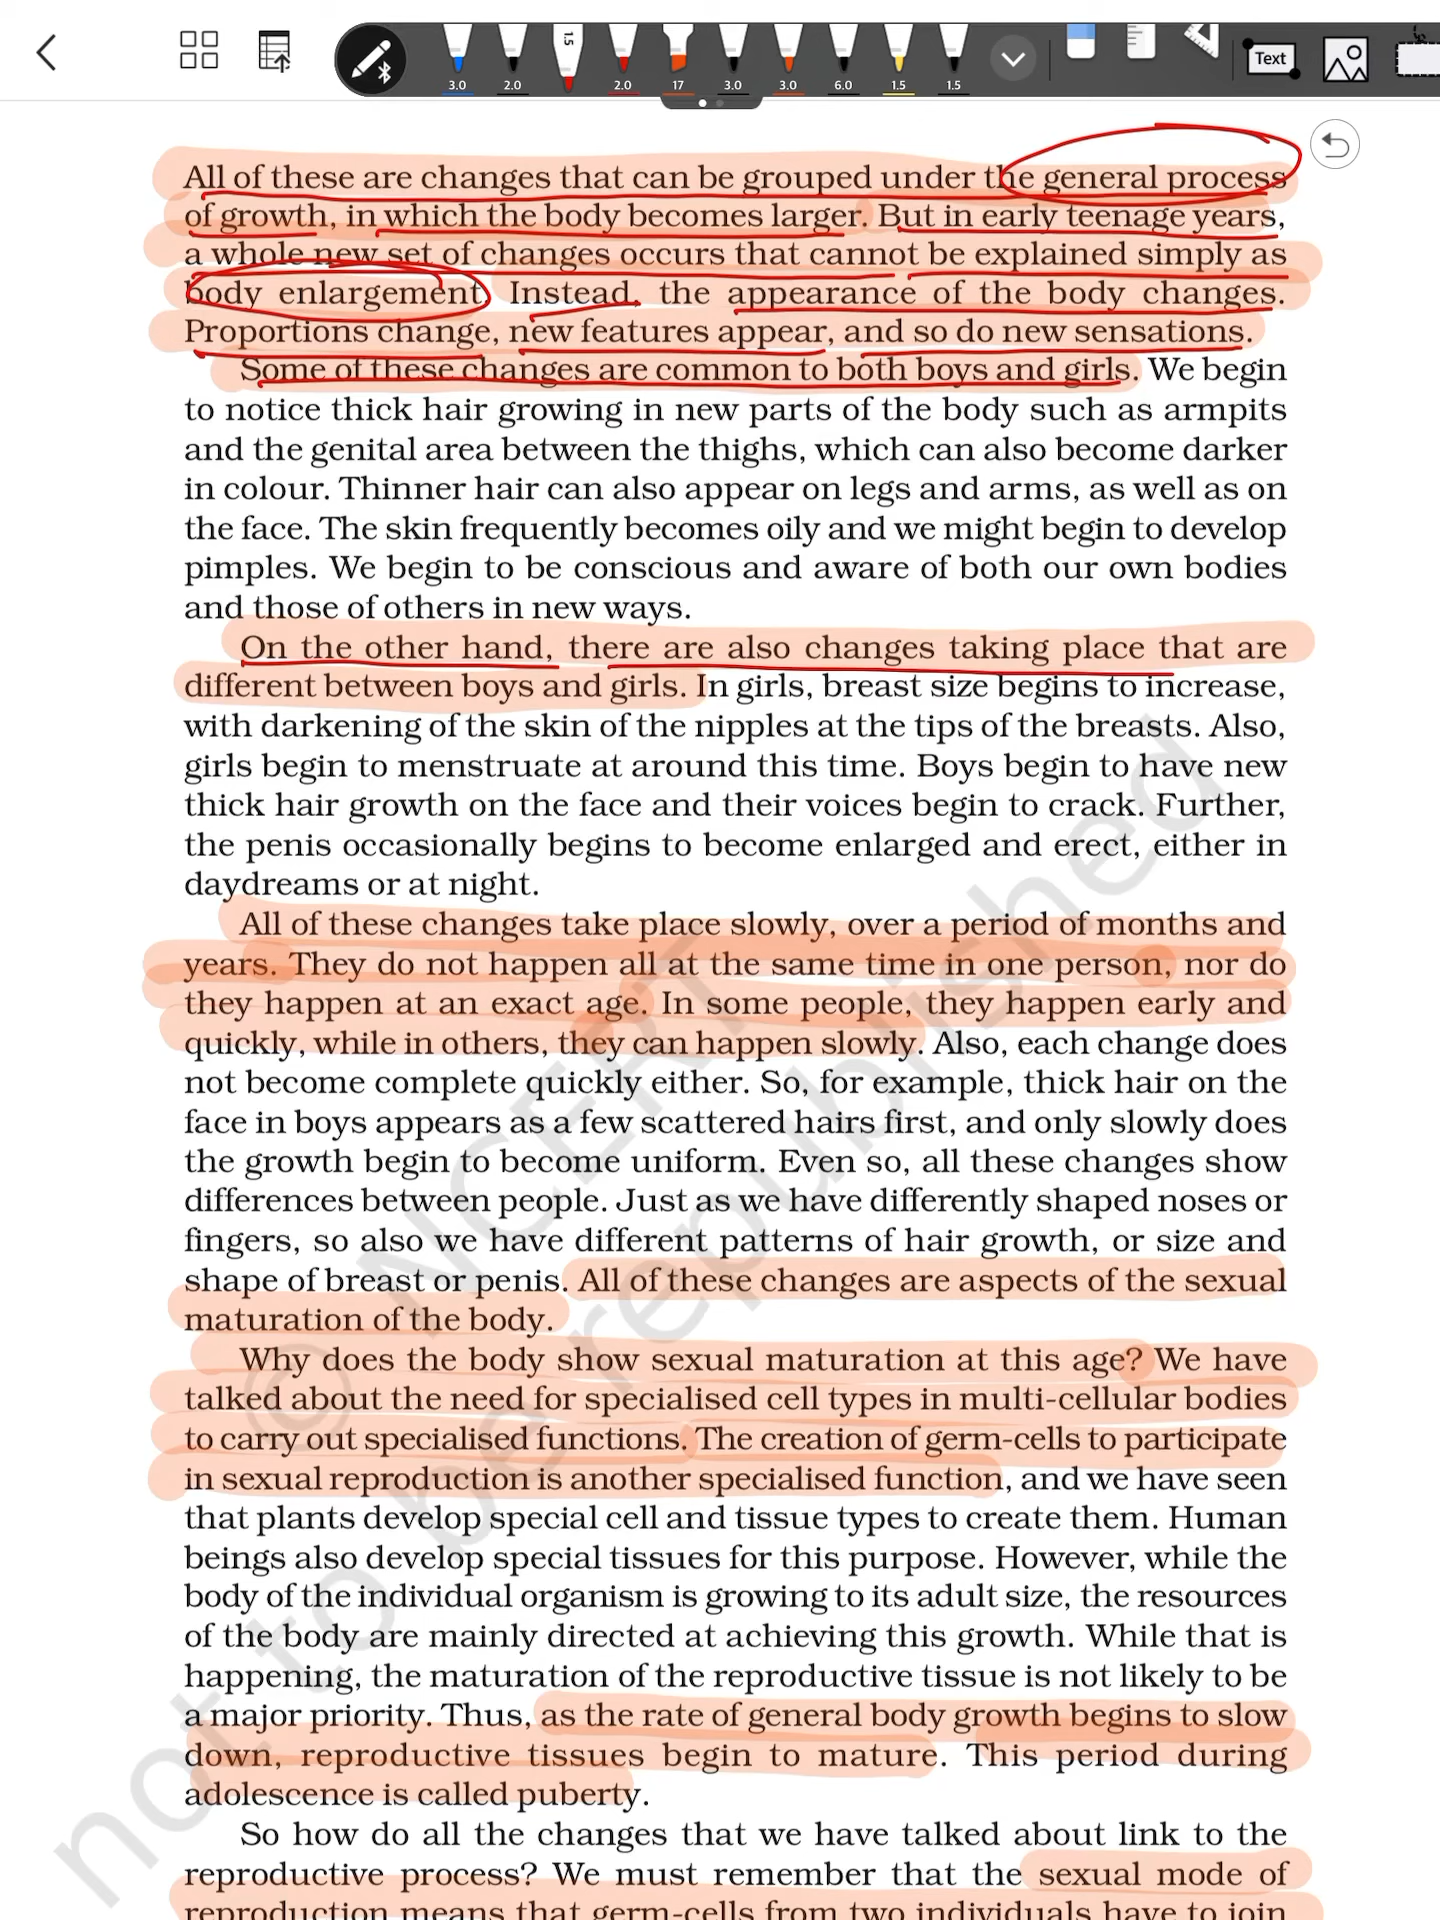 3.0 2.0 1.5 2.0 17 3.0 3.0 6.0 1.5 1.5 Text
All of these are changes that can be grouped under the general process
of growth, in which the body becomes larger. But in early teenage years,
a whole new set of changes occurs that cannot be explained simply as
body enlargement. Instead, the appearance of the body changes.
Proportions change, new features appear, and so do new sensations.
Some of these changes are common to both boys and girls. We begin
to notice thick hair growing in new parts of the body such as armpits
and the genital area between the thighs, which can also become darker
in colour. Thinner hair can also appear on legs and arms, as well as on
the face. The skin frequently becomes oily and we might begin to develop
pimples. We begin to be conscious and aware of both our own bodies
and those of others in new ways.
On the other hand, there are also changes taking place that are
different between boys and girls. In girls, breast size begins to increase,
with darkening of the skin of the nipples at the tips of the breasts. Also,
girls begin to menstruate at around this time. Boys begin to have new
thick hair growth on the face and their voices begin to crack. Further,
the penis occasionally begins to become enlarged and erect, either in
daydreams or at night.
All of these changes take place slowly, over a period of months and
years. They do not happen all at the same time in one person, nor do
they happen at an exact age. In some people, they happen early and
quickly, while in others, they can happen slowly. Also, each change does
not become complete quickly either. So, for example, thick hair on the
face in boys appears as a few scattered hairs first, and only slowly does
the growth begin to become uniform. Even so, all these changes show
differences between people. Just as we have differently shaped noses or
fingers, so also we have different patterns of hair growth, or size and
shape of breast or penis. All of these changes are aspects of the sexual
maturation of the body.
Why does the body show sexual maturation at this age? We have
talked about the need for specialised cell types in multi-cellular bodies
to carry out specialised functions. The creation of germ-cells to participate
in sexual reproduction is another specialised function, and we have seen
that plants develop special cell and tissue types to create them. Human
beings also develop special tissues for this purpose. However, while the
body of the individual organism is growing to its adult size, the resources
of the body are mainly directed at achieving this growth. While that is
happening, the maturation of the reproductive tissue is not likely to be
a major priority. Thus, as the rate of general body growth begins to slow
down, reproductive tissues begin to mature. This period during
adolescence is called puberty.
So how do all the changes that we have talked about link to the
reproductive process? We must remember that the sexual mode of
reproduction means that germ-cells from two individuals have to join
© NCERT
not to be republished